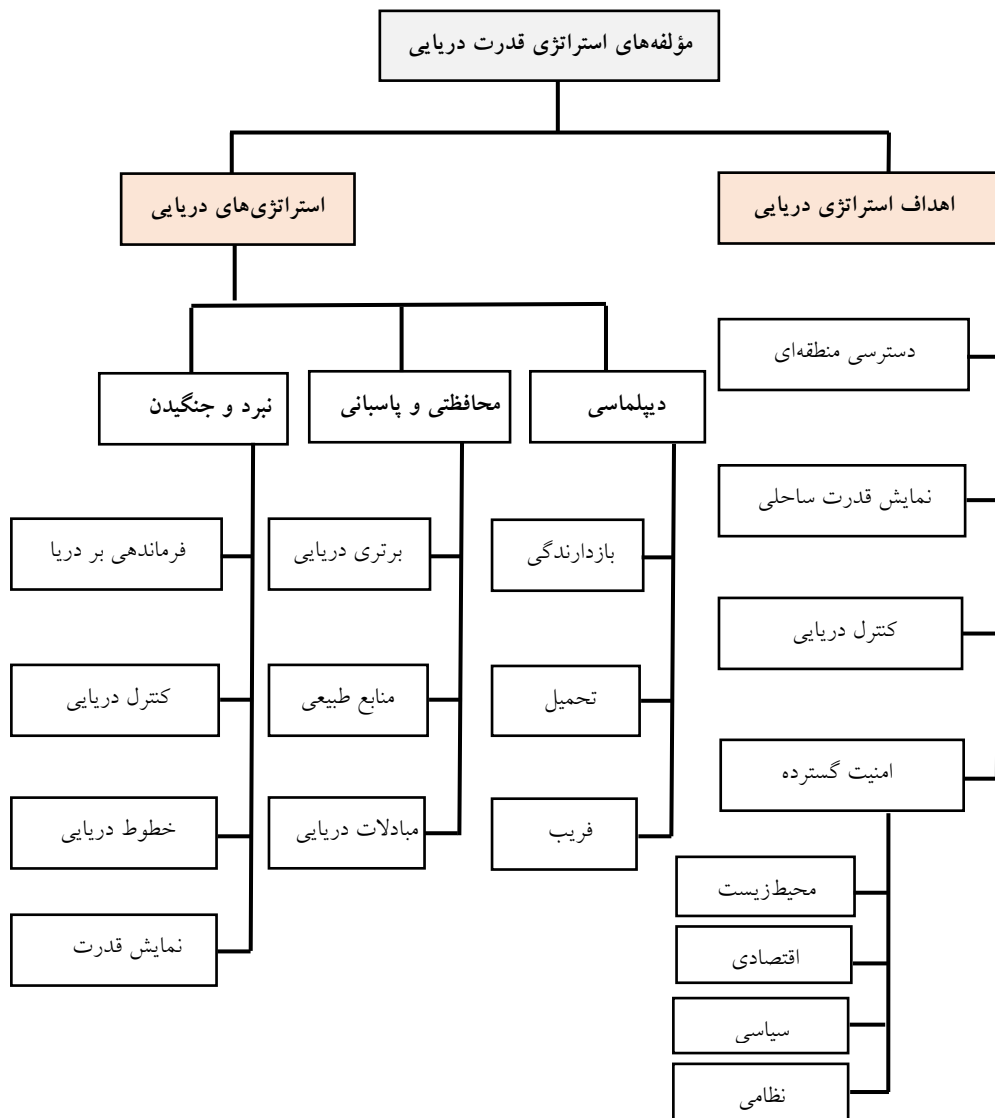 مؤلفه‌های استراتژی قدرت دریایی
اهداف استراتژی دریایی
استراتژی‌های دریایی
دسترسی منطقه‌ای
نمایش قدرت ساحلی
کنترل دریایی
امنیت گسترده
محیط‌زیست
اقتصادی
سیاسی
نظامی
دیپلماسی
بازدارندگی
تحمیل
فریب
محافظتی و پاسبانی
برتری دریایی
منابع طبیعی
مبادلات دریایی
نبرد و جنگیدن
فرماندهی بر دریا
کنترل دریایی
خطوط دریایی
نمایش قدرت